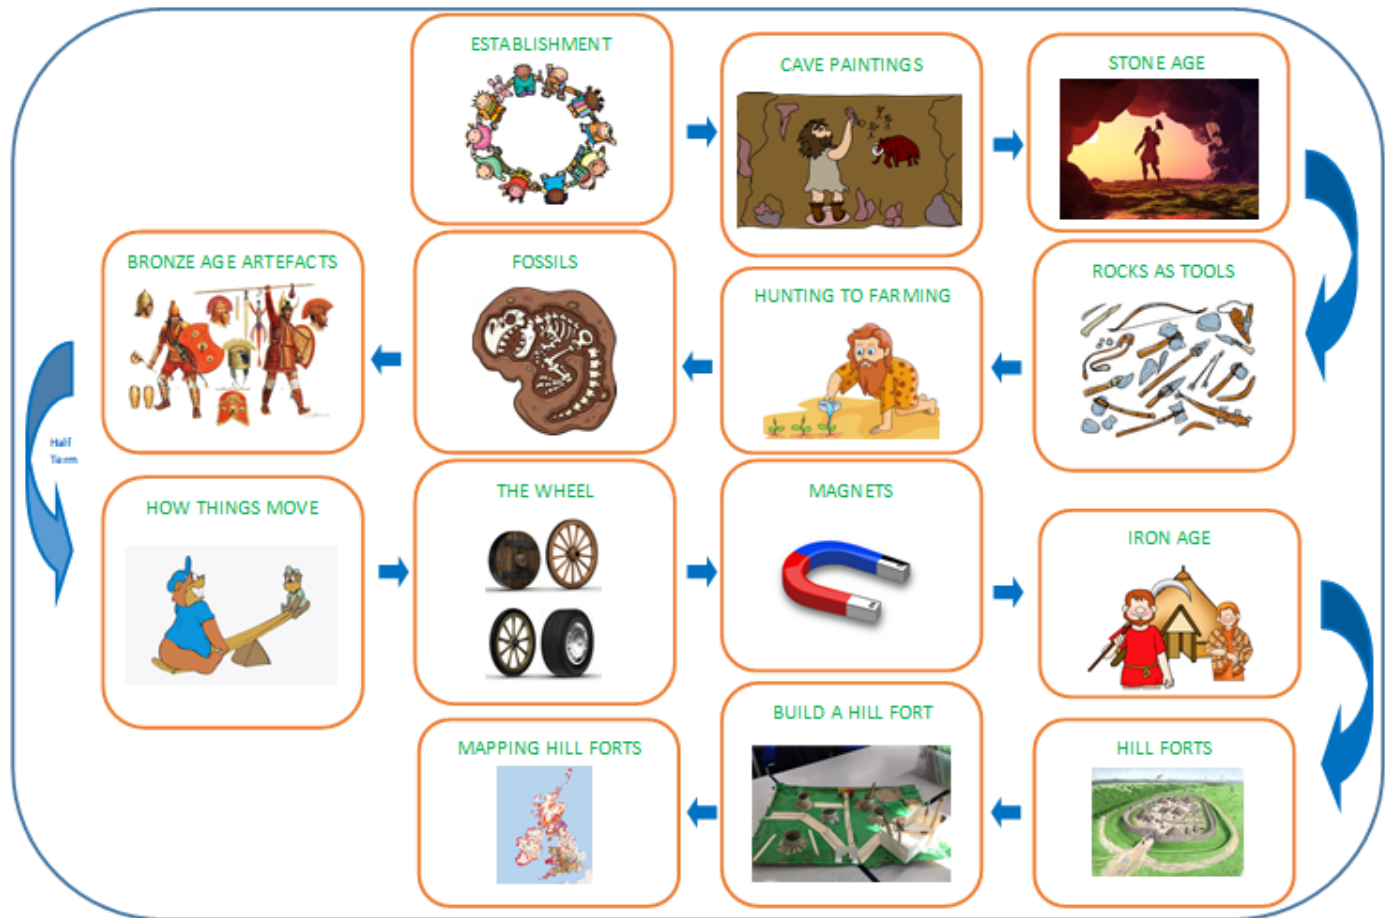 ESTABLISHMENT
CAVE PAINTINGS
STONE AGE
ROCKS AS TOOLS
HUNTING TO FARMING
FOSSILS
BRONZE AGE ARTEFACTS
Half
Term
HOW THINGS MOVE
THE WHEEL
MAGNETS
IRON AGE
HILL FORTS
BUILD A HILL FORT
MAPPING HILL FORTS